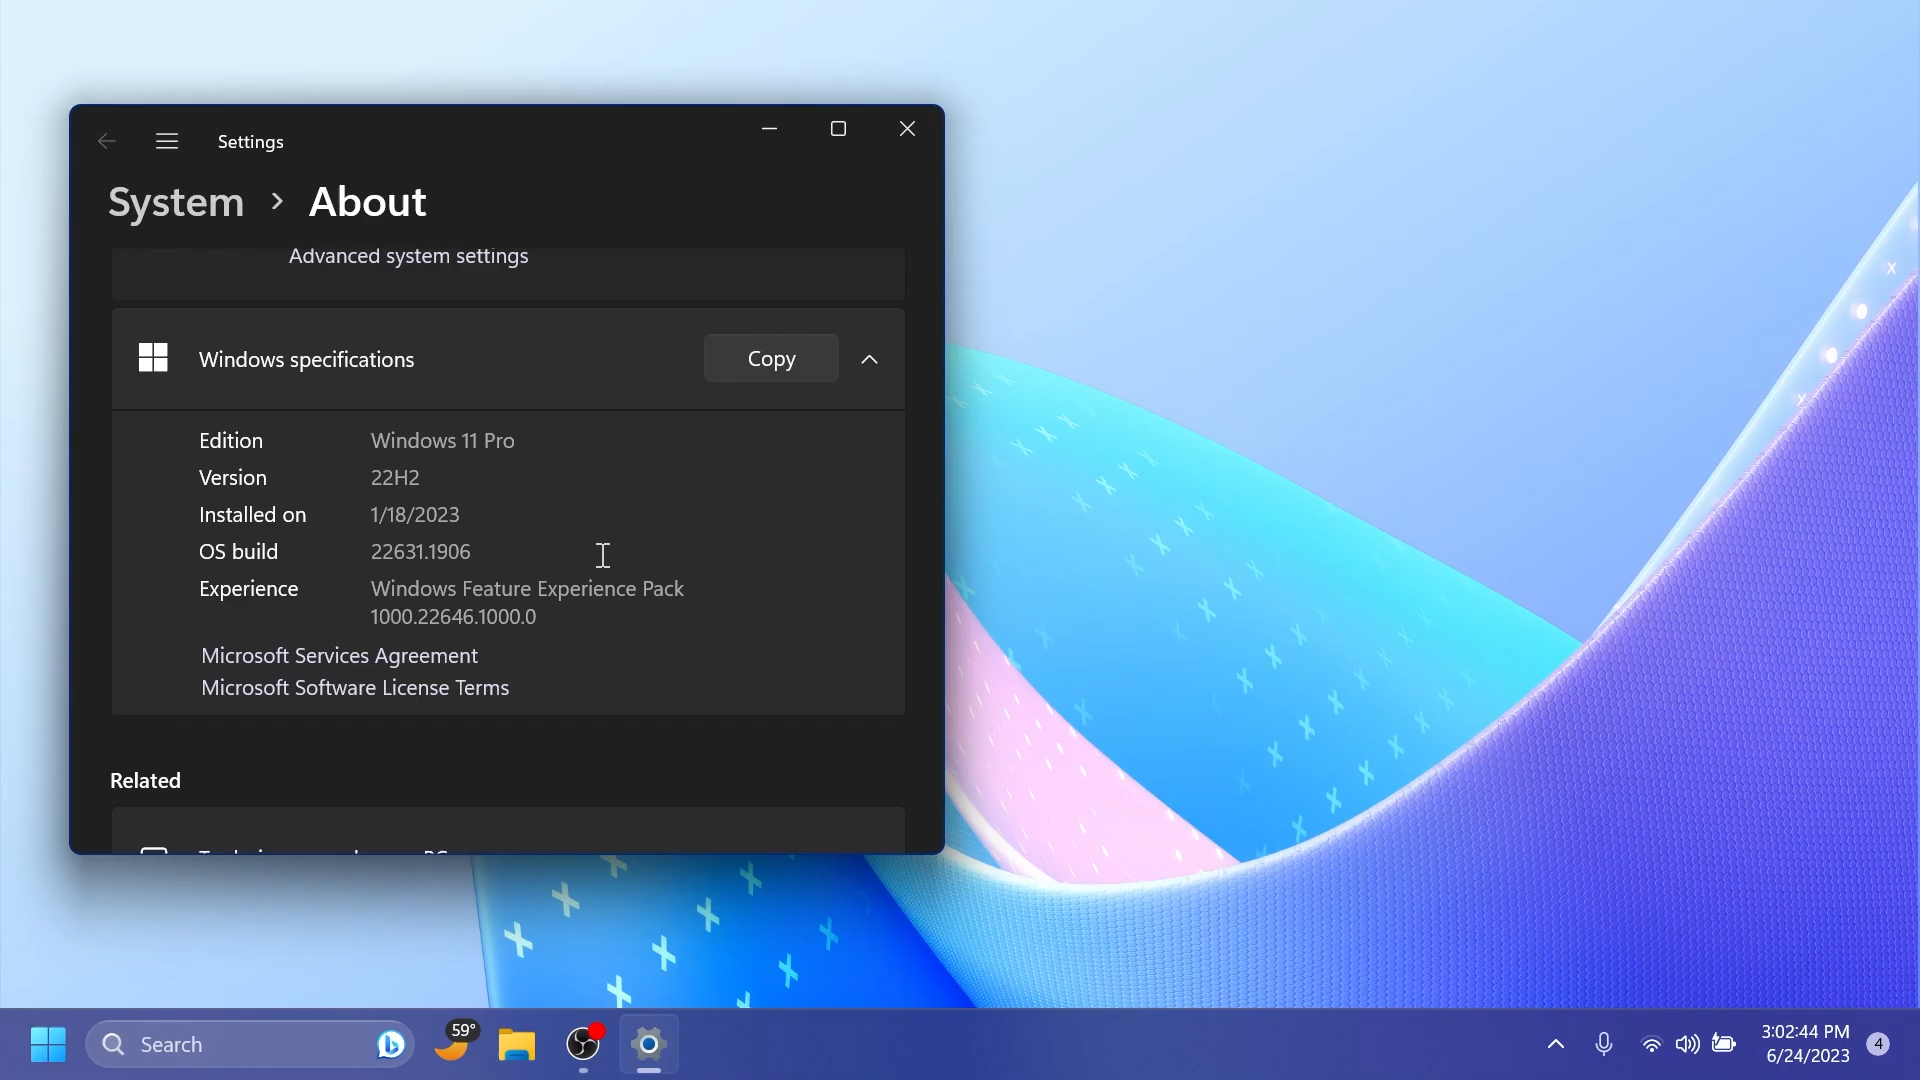 Settings
System > About
Advanced system settings
Windows specifications
Copy
Edition Windows 11 Pro
Version 22H2
Installed on 1/18/2023
OS build 22631.1906
Experience Windows Feature Experience Pack
1000.22646.1000.0
Microsoft Services Agreement
Microsoft Software License Terms
Related
Search
59°
3:02:44 PM
6/24/2023
4